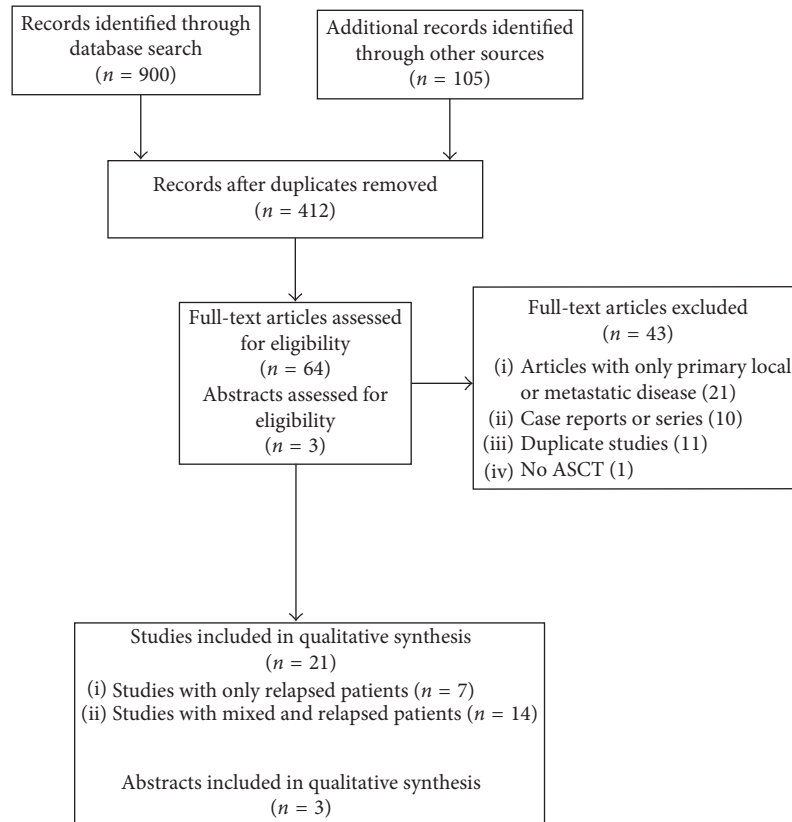 Records identified through
database search
(n = 900)
Additional records identified
through other sources
(n = 105)
Records after duplicates removed
(n = 412)
Full-text articles assessed
for eligibility
(n = 64)
Abstracts assessed for
eligibility
(n = 3)
Full-text articles excluded
(n = 43)
(i) Articles with only primary local
or metastatic disease (21)
(ii) Case reports or series (10)
(iii) Duplicate studies (11)
(iv) No ASCT (1)
Studies included in qualitative synthesis
(n = 21)
(i) Studies with only relapsed patients (n = 7)
(ii) Studies with mixed and relapsed patients (n = 14)
Abstracts included in qualitative synthesis
(n = 3)